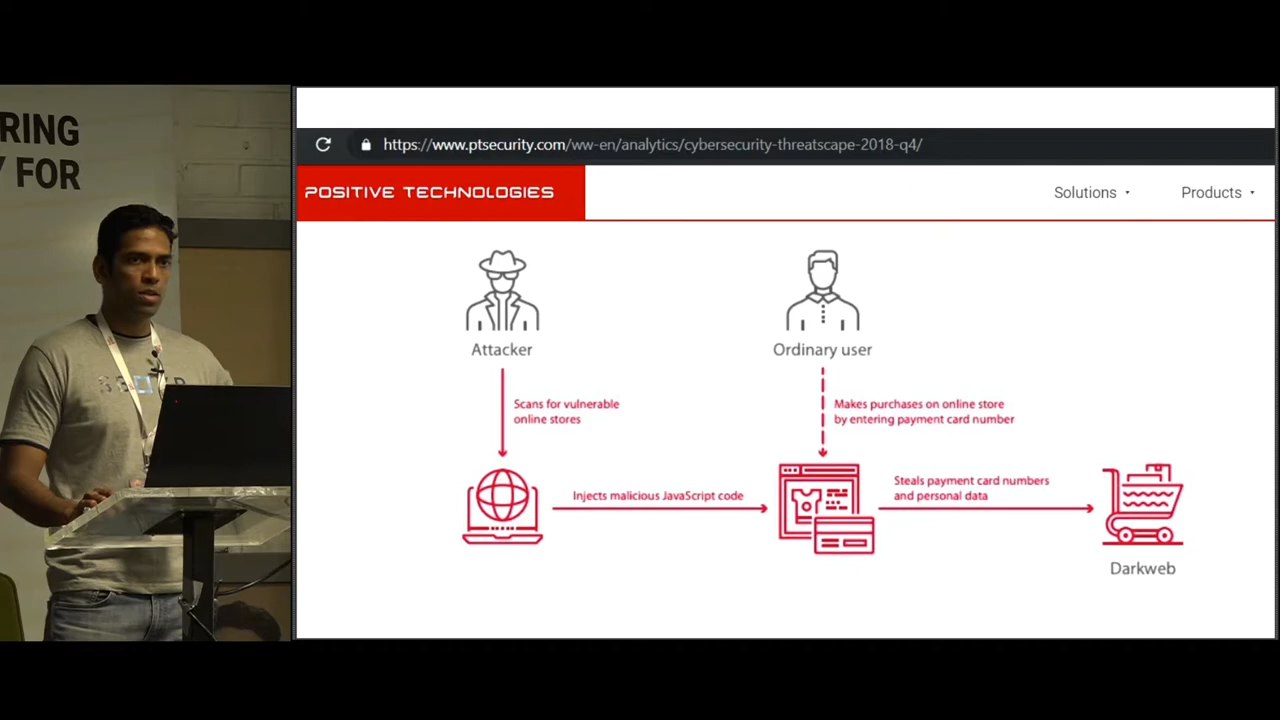 RING
Y FOR
https://www.ptsecurity.com/ww-en/analytics/cybersecurity-threatscape-2018-q4/
POSITIVE TECHNOLOGIES
Solutions
Products
Attacker
Ordinary user
Scans for vulnerable
online stores
Makes purchases on online store
by entering payment card number
Injects malicious JavaScript code
Steals payment card numbers
and personal data
Darkweb